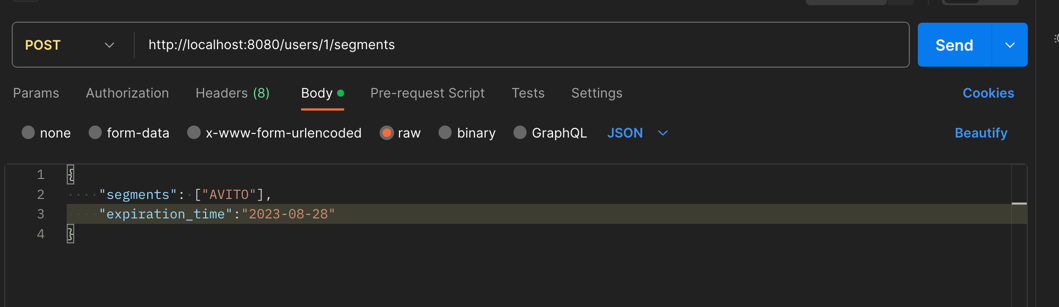 POST http://localhost:8080/users/1/segments Send
Params Authorization Headers (8) Body Pre-request Script Tests Settings Cookies
none form-data x-www-form-urlencoded raw binary GraphQL JSON Beautify
1 {
2 "segments": ["AVITO"],
3 "expiration_time":"2023-08-28"
4 }